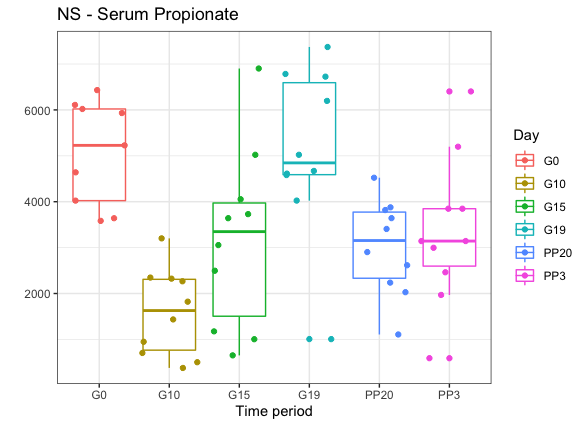 NS - Serum Propionate
6000
4000
2000
G0 G10 G15 G19 PP20 PP3
Time period
Day
G0
G10
G15
G19
PP20
PP3